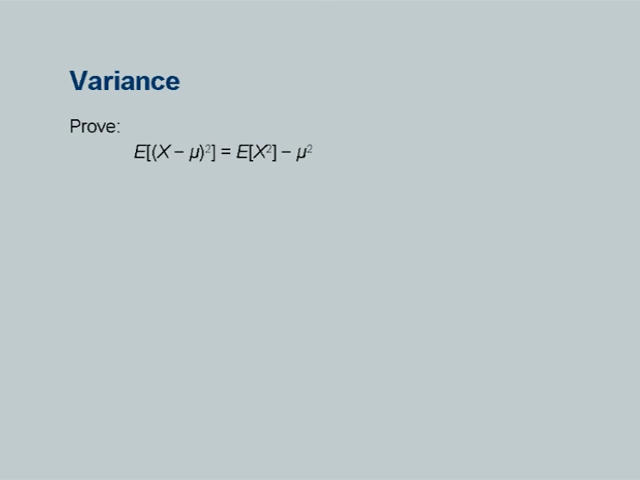 Variance
Prove:
E[(X − μ)²] = E[X²] − μ²